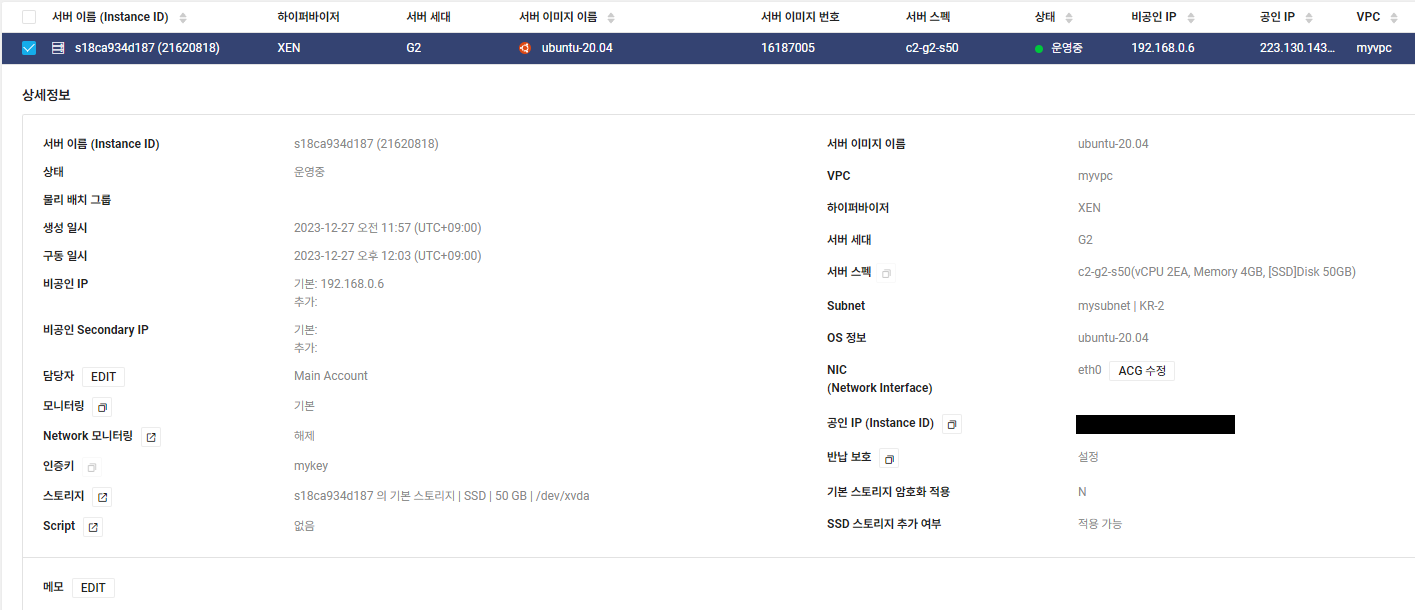 서버 이름 (Instance ID) 하이퍼바이저 서버 세대 서버 이미지 이름 서버 이미지 번호 서버 스펙 상태 비공인 IP 공인 IP VPC
s18ca934d187 (21620818) XEN G2 ubuntu-20.04 16187005 c2-g2-s50 운영중 192.168.0.6 223.130.143... myvpc
상세정보
서버 이름 (Instance ID) s18ca934d187 (21620818)
상태 운영중
물리 배치 그룹
생성 일시 2023-12-27 오전 11:57 (UTC+09:00)
구동 일시 2023-12-27 오후 12:03 (UTC+09:00)
비공인 IP 기본: 192.168.0.6
추가:
비공인 Secondary IP 기본:
추가:
담당자 EDIT Main Account
모니터링 기본
Network 모니터링 해제
인증키 mykey
스토리지 s18ca934d187 의 기본 스토리지 | SSD | 50 GB | /dev/xvda
Script 없음
서버 이미지 이름 ubuntu-20.04
VPC myvpc
하이퍼바이저 XEN
서버 세대 G2
서버 스펙 c2-g2-s50(vCPU 2EA, Memory 4GB, [SSD]Disk 50GB)
Subnet mysubnet | KR-2
OS 정보 ubuntu-20.04
NIC eth0 ACG 수정
(Network Interface)
공인 IP (Instance ID)
반납 보호 설정
기본 스토리지 암호화 적용 N
SSD 스토리지 추가 여부 적용 가능
메모 EDIT